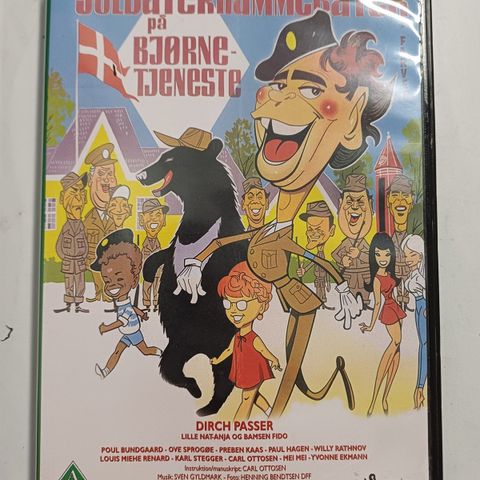 SOLDATERKAMMERATER
på
BJØRNE-
TJENESTE
DIRCH PASSER
LILLE NAT-ANJA OG BAMSEN FIDO
POUL BUNDGAARD - OVE SPROGØE - PREBEN KAAS - PAUL HAGEN - WILLY RATHNOV
LOUIS MIEHE RENARD - KARL STEGGER - CARL OTTOSEN - MEI MEI - YVONNE EKMANN
Instruktion/manuskript: CARL OTTOSEN
Musik: SVEN GYLDMARK - Foto: HENNING BENDTSEN DFF
A